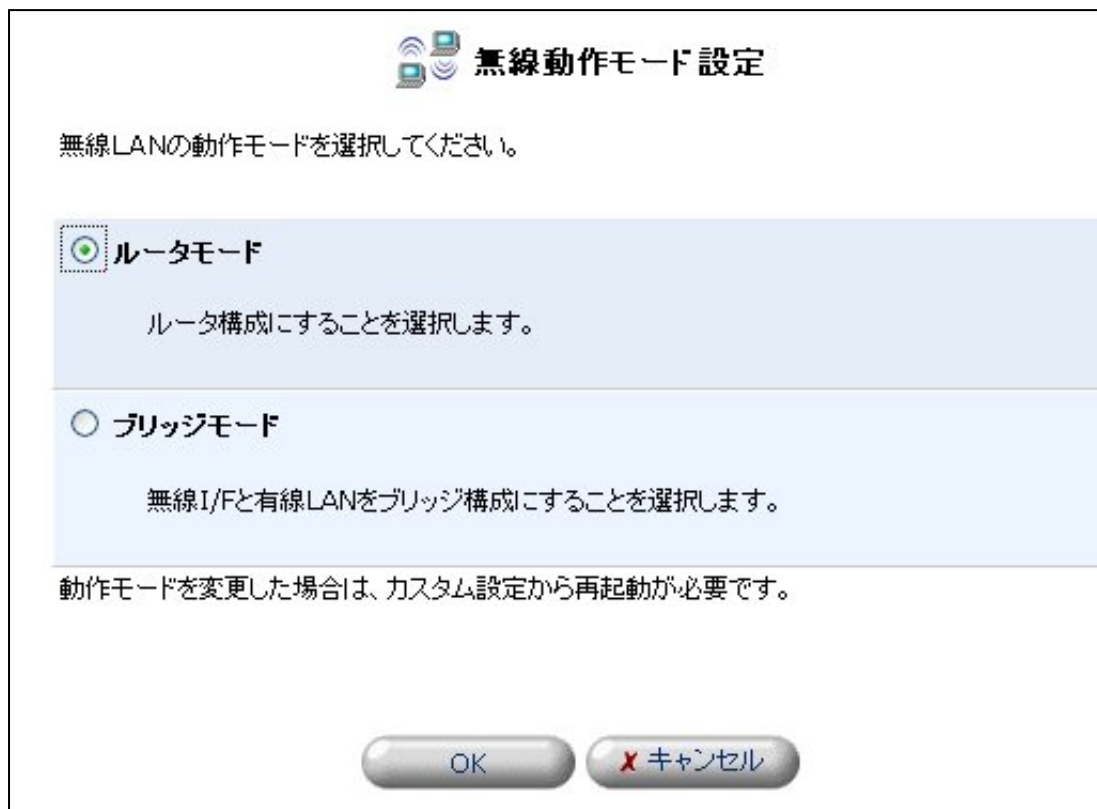 無線動作モード設定
無線LANの動作モードを選択してください。
ルータモード
ルータ構成にすることを選択します。
ブリッジモード
無線I/Fと有線LANをブリッジ構成にすることを選択します。
動作モードを変更した場合は、カスタム設定から再起動が必要です。
OK
キャンセル